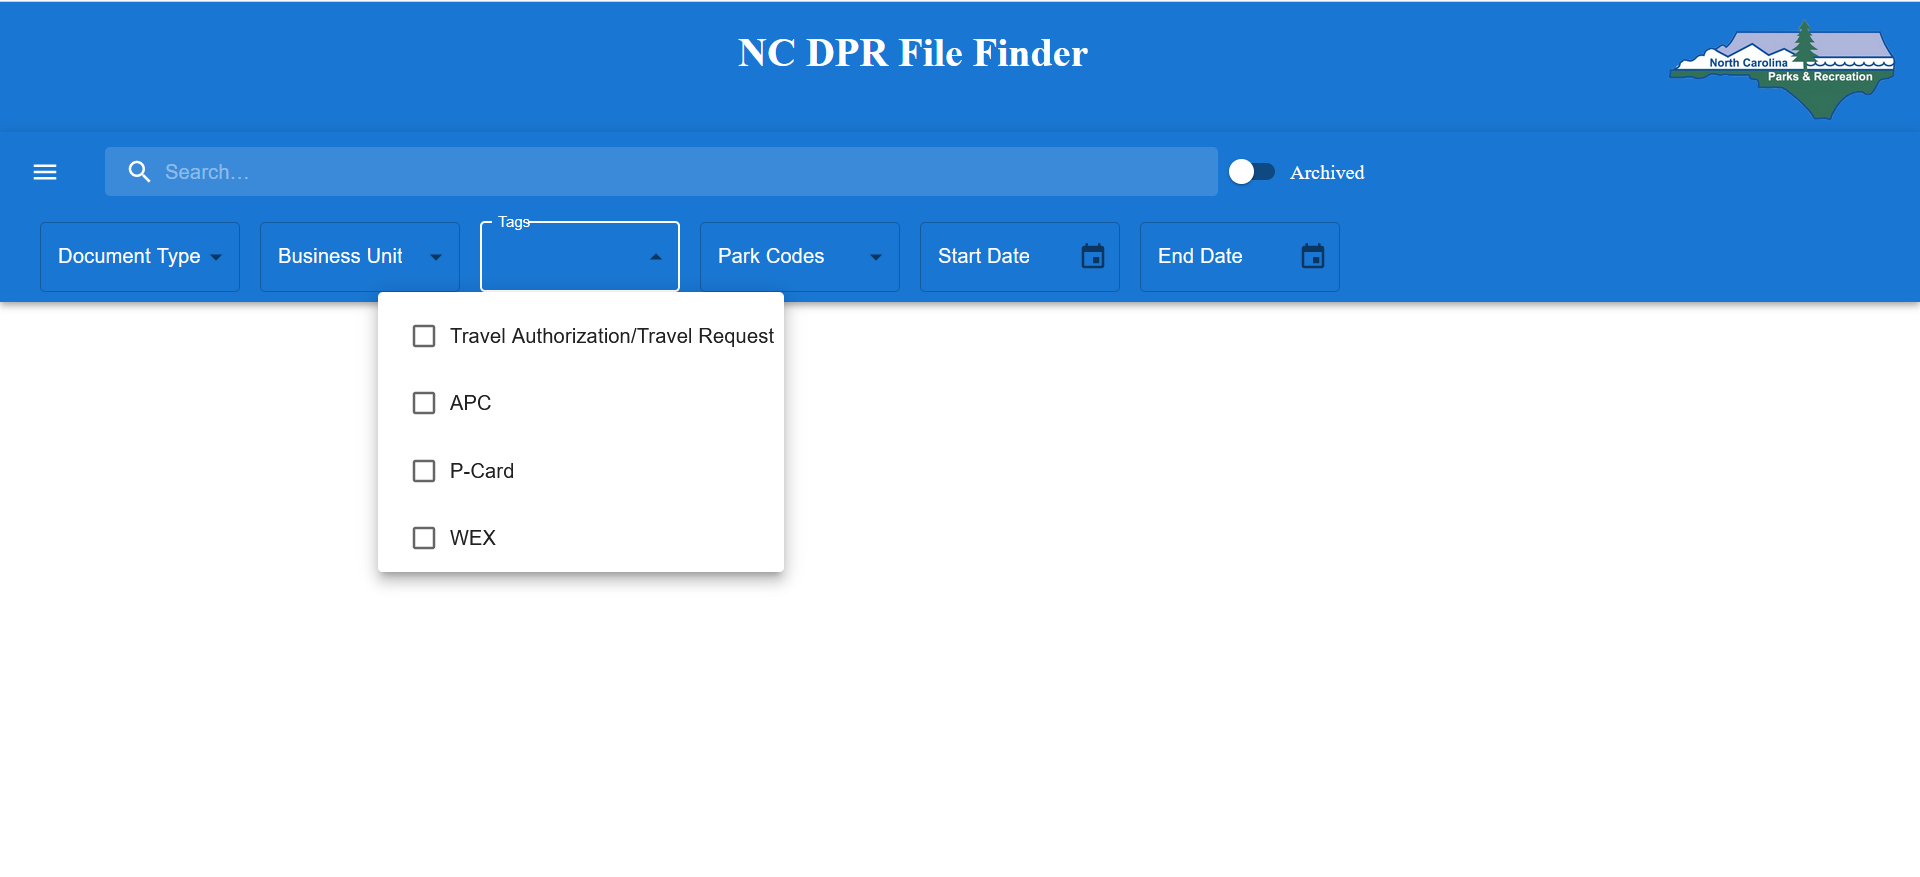 NC DPR File Finder
North Carolina
Parks & Recreation
Search...
Archived
Tags
Document Type
Business Unit
Park Codes
Start Date
End Date
Travel Authorization/Travel Request
APC
P-Card
WEX